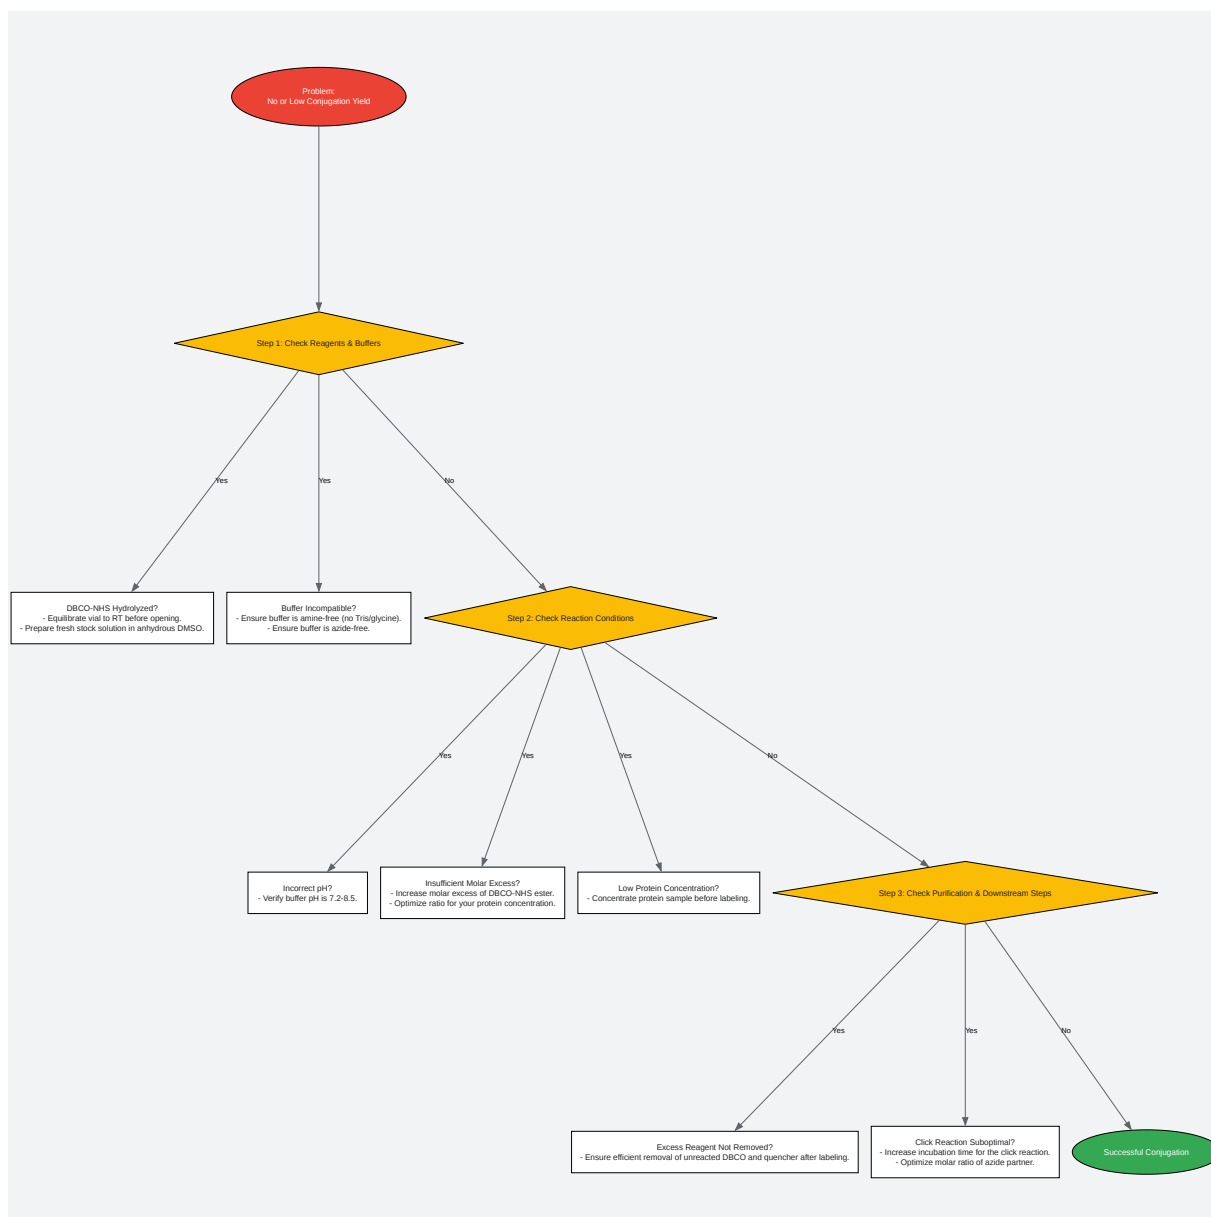 Problem:
No or Low Conjugation Yield
Step 1: Check Reagents & Buffers
Yes
Yes
No
DBCO-NHS Hydrolyzed?
- Equilibrate vial to RT before opening.
- Prepare fresh stock solution in anhydrous DMSO.
Buffer Incompatible?
- Ensure buffer is amine-free (no Tris/glycine).
- Ensure buffer is azide-free.
Step 2: Check Reaction Conditions
Yes
Yes
Yes
No
Incorrect pH?
- Verify buffer pH is 7.2-8.5.
Insufficient Molar Excess?
- Increase molar excess of DBCO-NHS ester.
- Optimize ratio for your protein concentration.
Low Protein Concentration?
- Concentrate protein sample before labeling.
Step 3: Check Purification & Downstream Steps
Yes
Yes
No
Excess Reagent Not Removed?
- Ensure efficient removal of unreacted DBCO and quencher after labeling.
Click Reaction Suboptimal?
- Increase incubation time for the click reaction.
- Optimize molar ratio of azide partner.
Successful Conjugation